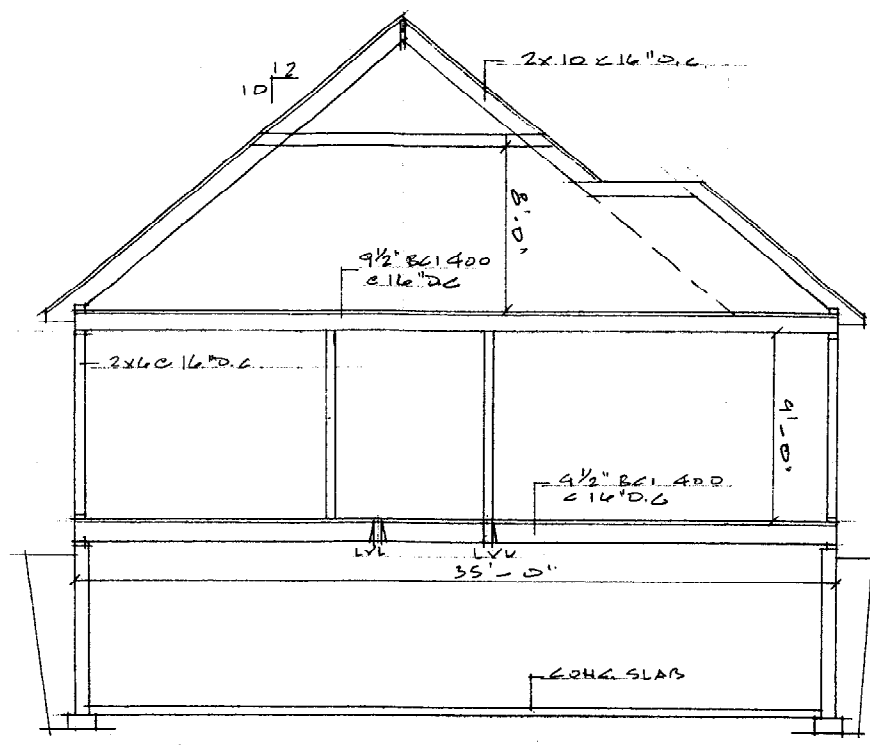 2x10 @ 16"O.C
12
10
8'-0"
9½" BCI 400
@ 16"O.C
2x6 @ 16"O.C
9'-0"
9½" BCI 400
@ 16"O.C
LVL
LVL
35'-0"
CONC. SLAB